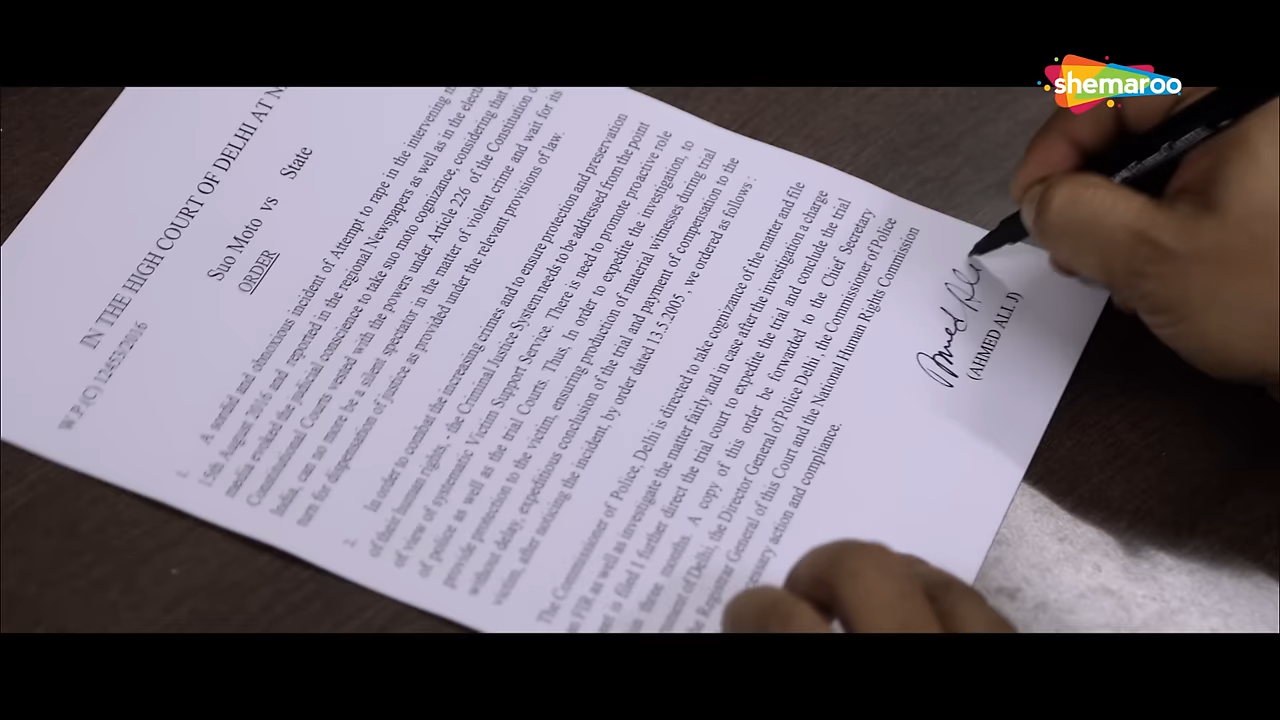 shemaroo
IN THE HIGH COURT OF DELHI AT N
W.P.(C) 12453/2016
Suo Moto vs State
ORDER
1. A sordid and obnoxious incident of Attempt to rape in the intervening
15th August 2016 and reported in the regional Newspapers as well as in the elect
media evoked the judicial conscience to take suo moto cognizance, considering that
Constitutional Courts vested with the powers under Article 226 of the Constitution
India, can no more be a silent spectator in the matter of violent crime and wait for its
turn for dispensation of justice as provided under the relevant provisions of law.
2. In order to combat the increasing crimes and to ensure protection and preservation
of their human rights, - the Criminal Justice System needs to be addressed from the point
of view of systematic Victim Support Service. There is need to promote proactive role
of police as well as the trial Courts. Thus, In order to expedite the investigation, to
provide protection to the victim, ensuring production of material witnesses during trial
without delay, expeditious conclusion of the trial and payment of compensation to the
victim, after noticing the incident, by order dated 13.5.2005 , we ordered as follows :
The Commissioner of Police, Delhi is directed to take cognizance of the matter and file
FIR as well as investigate the matter fairly and in case after the investigation a charge
is filed I further direct the trial court to expedite the trial and conclude the trial
three months. A copy of this order be forwarded to the Chief Secretary
of Delhi, the Director General of Police Delhi, the Commissioner of Police
Registrar General of this Court and the National Human Rights Commission
cessary action and compliance.
Ahmed Ali
(AHMED ALI.J)